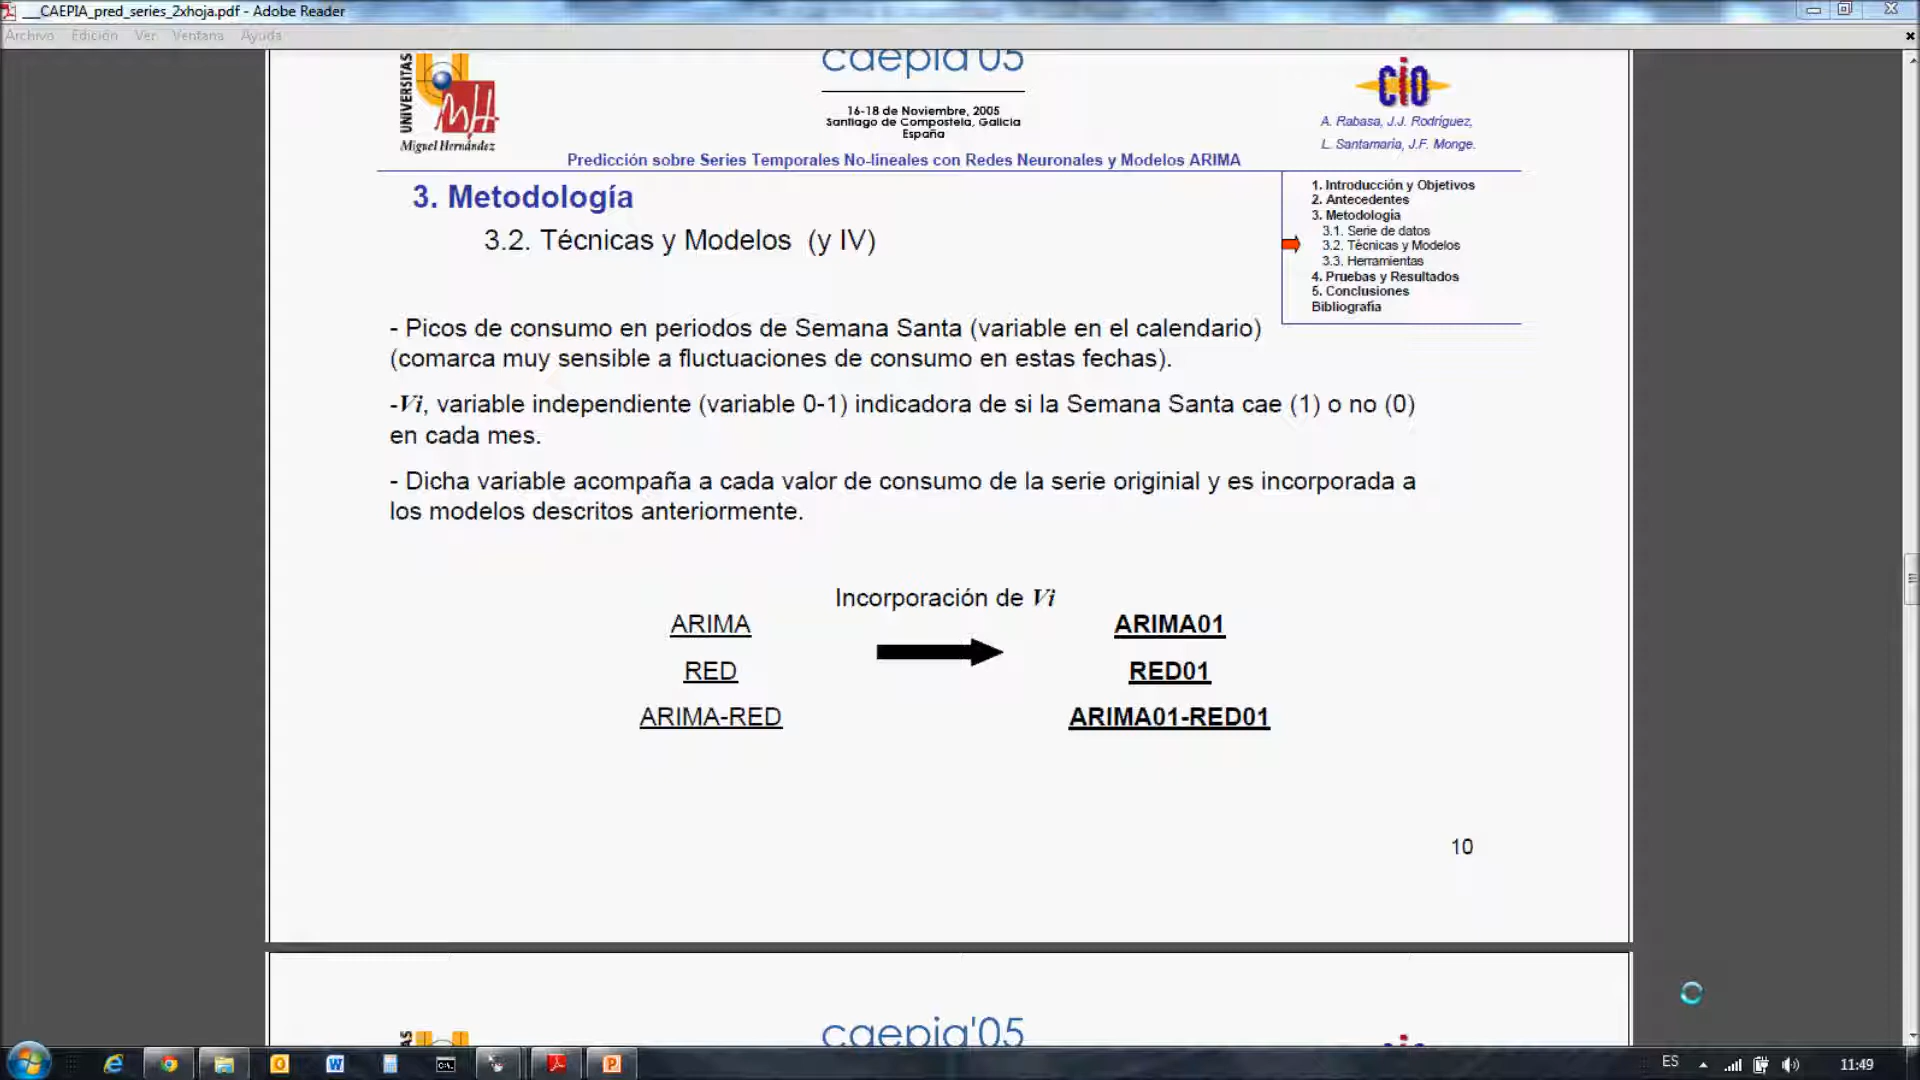 __CAEPIA_pred_series_2xhoja.pdf - Adobe Reader
Archivo Edición Ver Ventana Ayuda
UNIVERSITAS
Miguel Hernández
caepia'05
16-18 de Noviembre, 2005
Santiago de Compostela, Galicia
España
cio
A. Rabasa, J.J. Rodríguez,
L. Santamaría, J.F. Monge.
Predicción sobre Series Temporales No-lineales con Redes Neuronales y Modelos ARIMA
3. Metodología
3.2. Técnicas y Modelos (y IV)
1. Introducción y Objetivos
2. Antecedentes
3. Metodología
3.1. Serie de datos
3.2. Técnicas y Modelos
3.3. Herramientas
4. Pruebas y Resultados
5. Conclusiones
Bibliografía
- Picos de consumo en periodos de Semana Santa (variable en el calendario)
(comarca muy sensible a fluctuaciones de consumo en estas fechas).
-Vi, variable independiente (variable 0-1) indicadora de si la Semana Santa cae (1) o no (0)
en cada mes.
- Dicha variable acompaña a cada valor de consumo de la serie originial y es incorporada a
los modelos descritos anteriormente.
Incorporación de Vi
ARIMA ARIMA01
RED RED01
ARIMA-RED ARIMA01-RED01
10
caepia'05
ES 11:49